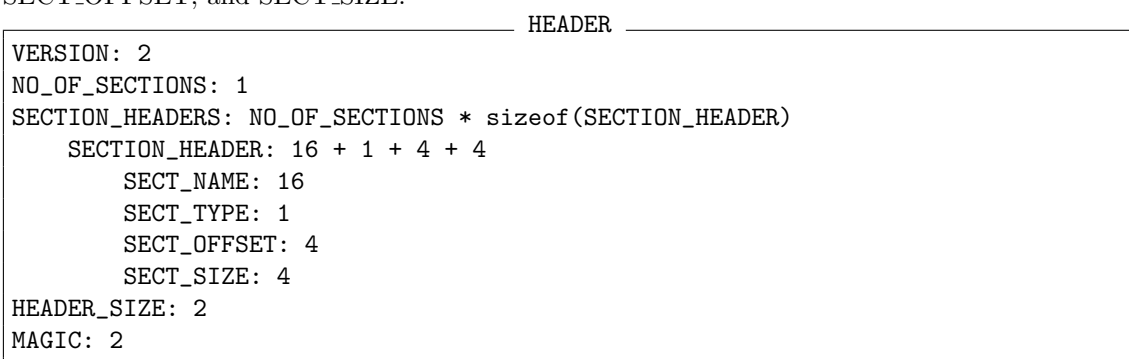 SECT_OFFSET, and SECT_SIZE.
HEADER
VERSION: 2
NO_OF_SECTIONS: 1
SECTION_HEADERS: NO_OF_SECTIONS * sizeof(SECTION_HEADER)
    SECTION_HEADER: 16 + 1 + 4 + 4
        SECT_NAME: 16
        SECT_TYPE: 1
        SECT_OFFSET: 4
        SECT_SIZE: 4
HEADER_SIZE: 2
MAGIC: 2